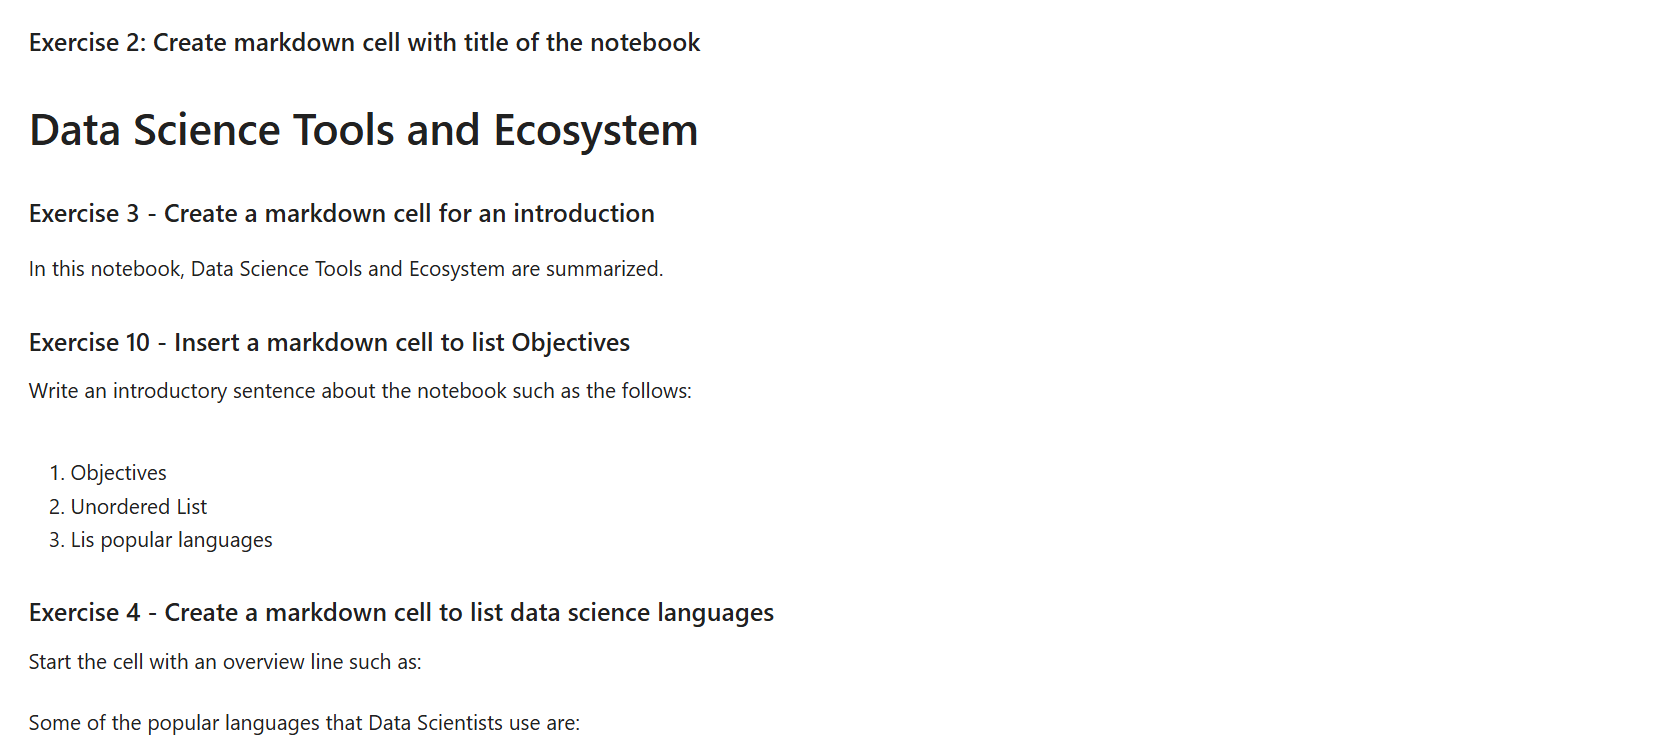 Exercise 2: Create markdown cell with title of the notebook
Data Science Tools and Ecosystem
Exercise 3 - Create a markdown cell for an introduction
In this notebook, Data Science Tools and Ecosystem are summarized.
Exercise 10 - Insert a markdown cell to list Objectives
Write an introductory sentence about the notebook such as the follows:
1. Objectives
2. Unordered List
3. Lis popular languages
Exercise 4 - Create a markdown cell to list data science languages
Start the cell with an overview line such as:
Some of the popular languages that Data Scientists use are: